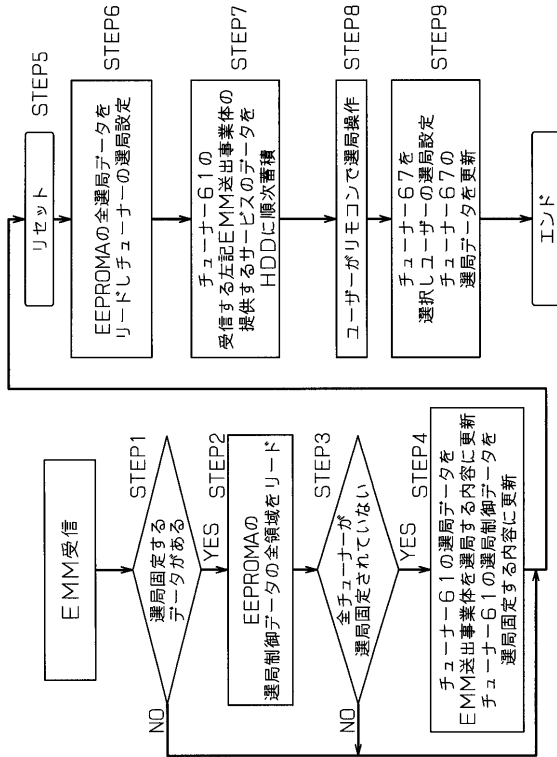 EMM受信
STEP1
選局固定する
データがある
YES
NO
STEP2
EEPROMAの
選局制御データの全領域をリード
STEP3
全チューナーが
選局固定されていない
YES
NO
STEP4
チューナー61の選局データを
EMM送出事業体を選局する内容に更新
チューナー61の選局制御データを
選局固定する内容に更新
リセット
STEP5
EEPROMAの全選局データを
リードしチューナーの選局設定
STEP6
チューナー61の
受信する左記EMM送出事業体の
提供するサービスのデータを
HDDに順次蓄積
STEP7
ユーザーがリモコンで選局操作
STEP8
チューナー67を
選択しユーザーの選局設定
チューナー67の
選局データを更新
STEP9
エンド